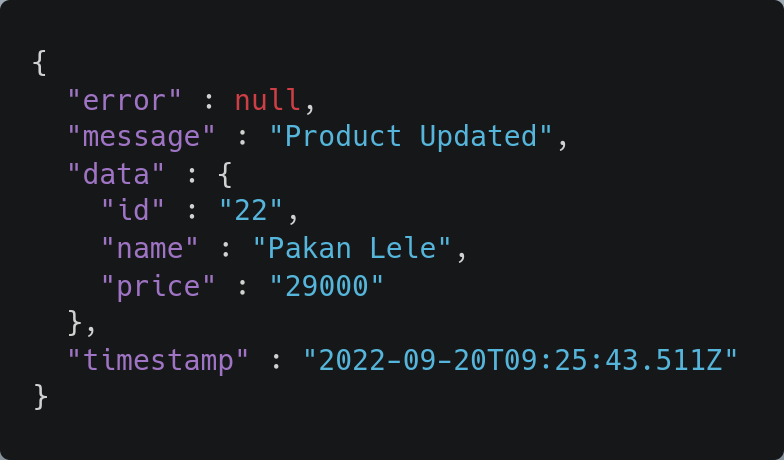 {
  "error" : null,
  "message" : "Product Updated",
  "data" : {
    "id" : "22",
    "name" : "Pakan Lele",
    "price" : "29000"
  },
  "timestamp" : "2022-09-20T09:25:43.511Z"
}